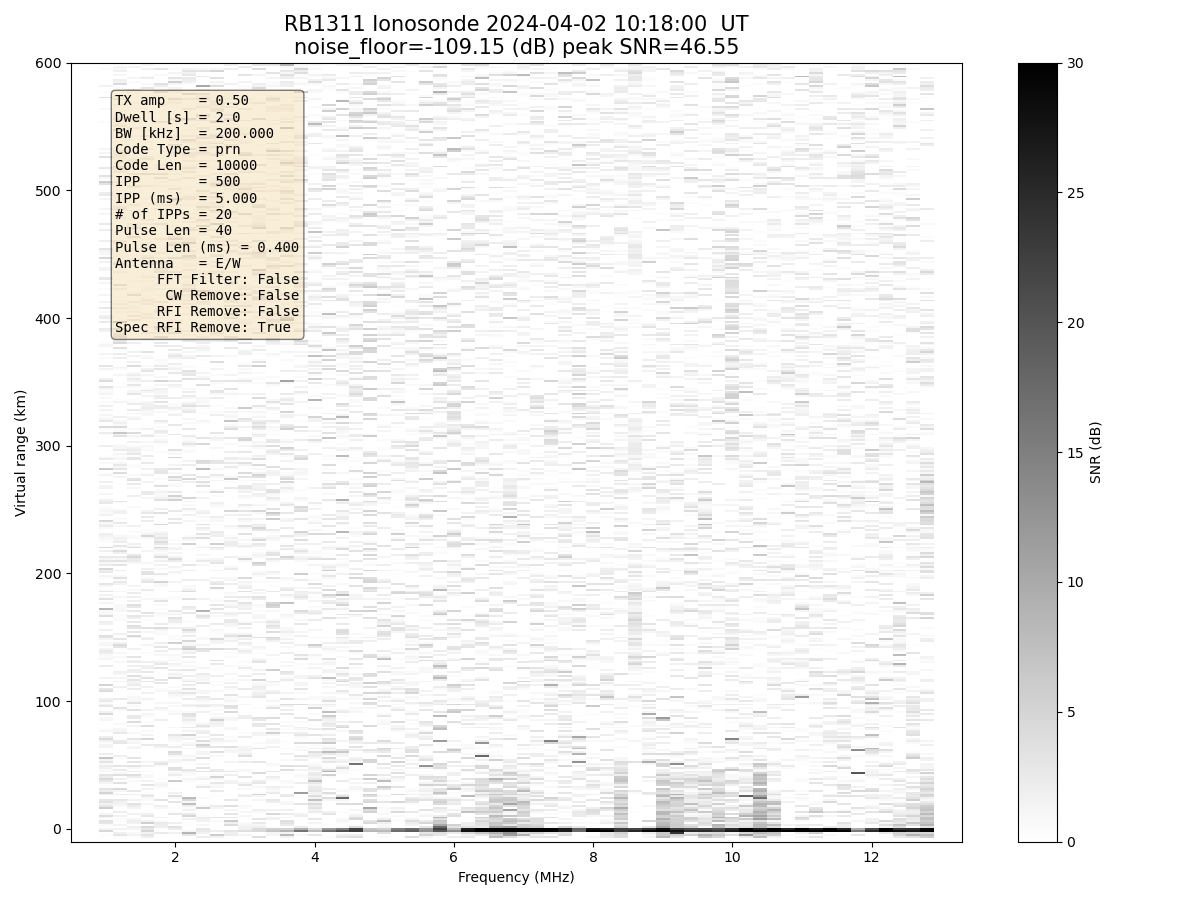 RB1311 Ionosonde 2024-04-02 10:18:00  UT
noise_floor=-109.15 (dB) peak SNR=46.55
TX amp    = 0.50
Dwell [s] = 2.0
BW [kHz]  = 200.000
Code Type = prn
Code Len  = 10000
IPP       = 500
IPP (ms)  = 5.000
# of IPPs = 20
Pulse Len = 40
Pulse Len (ms) = 0.400
Antenna   = E/W
FFT Filter: False
CW Remove: False
RFI Remove: False
Spec RFI Remove: True
Virtual range (km)
600
500
400
300
200
100
0
2 4 6 8 10 12
Frequency (MHz)
30
25
20
15
10
5
0
SNR (dB)